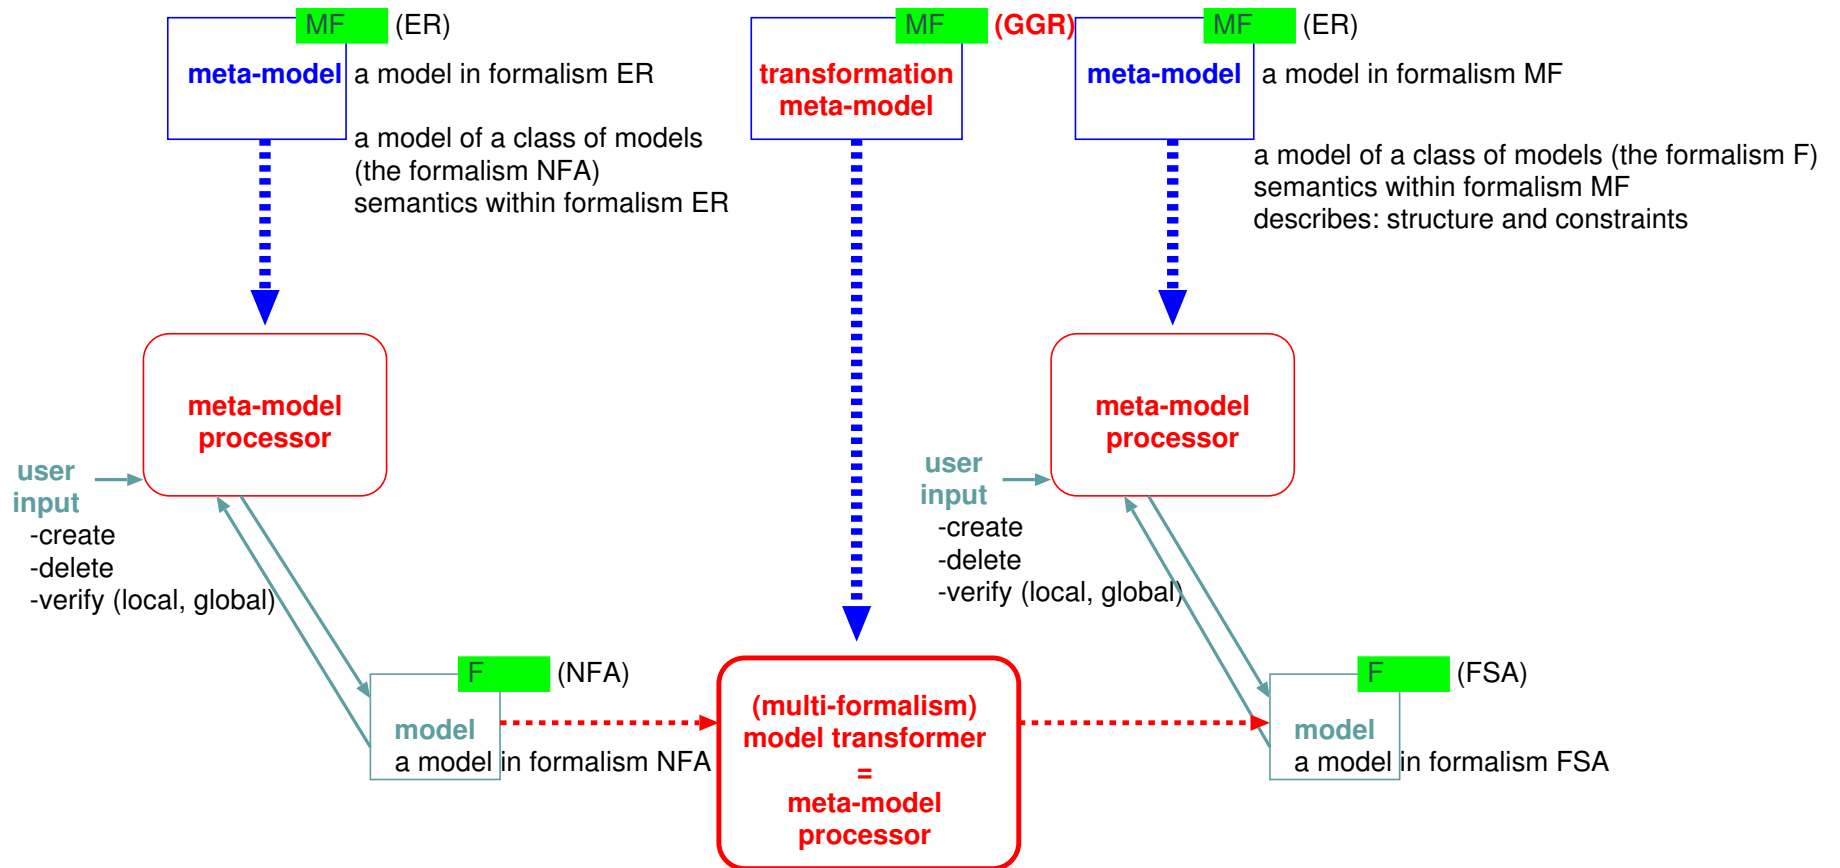 MF (ER)
meta-model
a model in formalism ER
a model of a class of models
(the formalism NFA)
semantics within formalism ER
MF (GGR)
transformation
meta-model
MF (ER)
meta-model
a model in formalism MF
a model of a class of models (the formalism F)
semantics within formalism MF
describes: structure and constraints
meta-model
processor
user
input
-create
-delete
-verify (local, global)
meta-model
processor
user
input
-create
-delete
-verify (local, global)
F (NFA)
model
a model in formalism NFA
(multi-formalism)
model transformer
=
meta-model
processor
F (FSA)
model
a model in formalism FSA